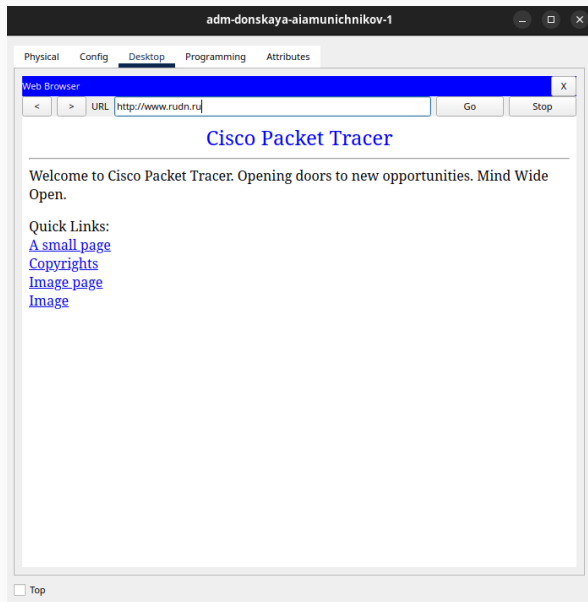 adm-donskaya-aiamunichnikov-1
Physical Config Desktop Programming Attributes
Web Browser X
< > URL http://www.rudn.ru Go Stop
Cisco Packet Tracer
Welcome to Cisco Packet Tracer. Opening doors to new opportunities. Mind Wide
Open.
Quick Links:
A small page
Copyrights
Image page
Image
Top